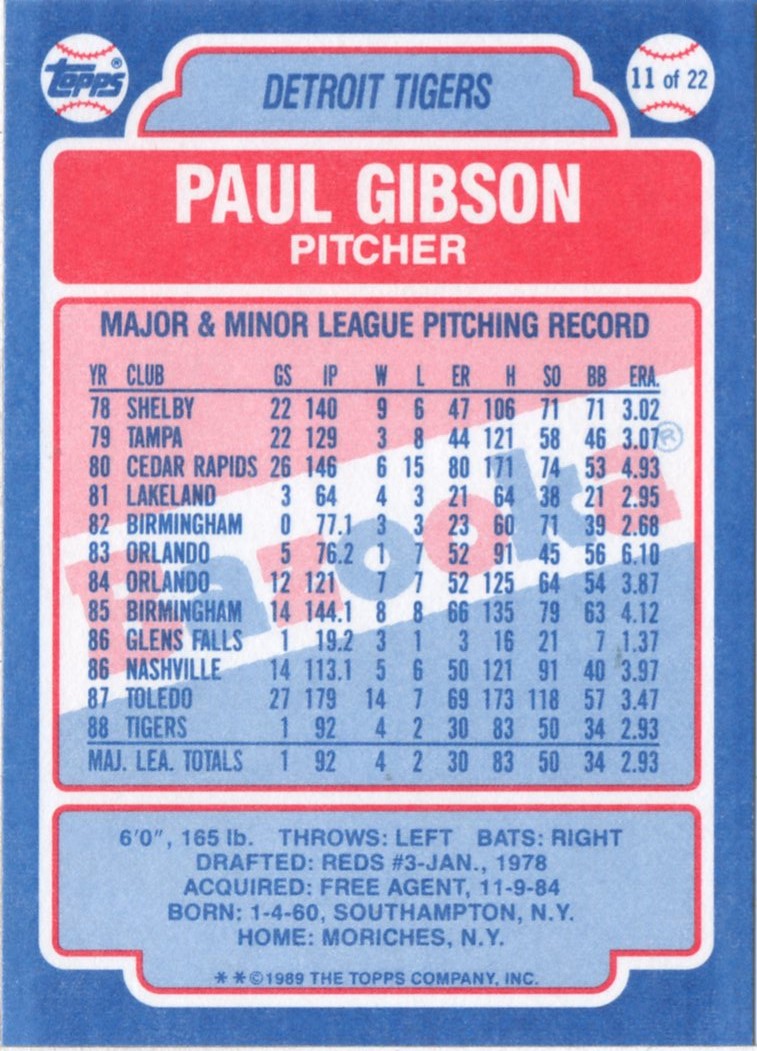 Topps®
DETROIT TIGERS
11 of 22
PAUL GIBSON
PITCHER
MAJOR & MINOR LEAGUE PITCHING RECORD
YR CLUB GS IP W L ER H SO BB ERA.
78 SHELBY 22 140 9 6 47 106 71 71 3.02
79 TAMPA 22 129 3 8 44 121 58 46 3.07
80 CEDAR RAPIDS 26 146 6 15 80 171 74 53 4.93
81 LAKELAND 3 64 4 3 21 64 38 21 2.95
82 BIRMINGHAM 0 77.1 3 3 23 60 71 39 2.68
83 ORLANDO 5 76.2 1 7 52 91 45 56 6.10
84 ORLANDO 12 121 7 7 52 125 64 54 3.87
85 BIRMINGHAM 14 144.1 8 8 66 135 79 63 4.12
86 GLENS FALLS 1 19.2 3 1 3 16 21 7 1.37
86 NASHVILLE 14 113.1 5 6 50 121 91 40 3.97
87 TOLEDO 27 179 14 7 69 173 118 57 3.47
88 TIGERS 1 92 4 2 30 83 50 34 2.93
MAJ. LEA. TOTALS 1 92 4 2 30 83 50 34 2.93
Bazooka®
6'0", 165 lb. THROWS: LEFT BATS: RIGHT
DRAFTED: REDS #3-JAN., 1978
ACQUIRED: FREE AGENT, 11-9-84
BORN: 1-4-60, SOUTHAMPTON, N.Y.
HOME: MORICHES, N.Y.
**©1989 THE TOPPS COMPANY, INC.